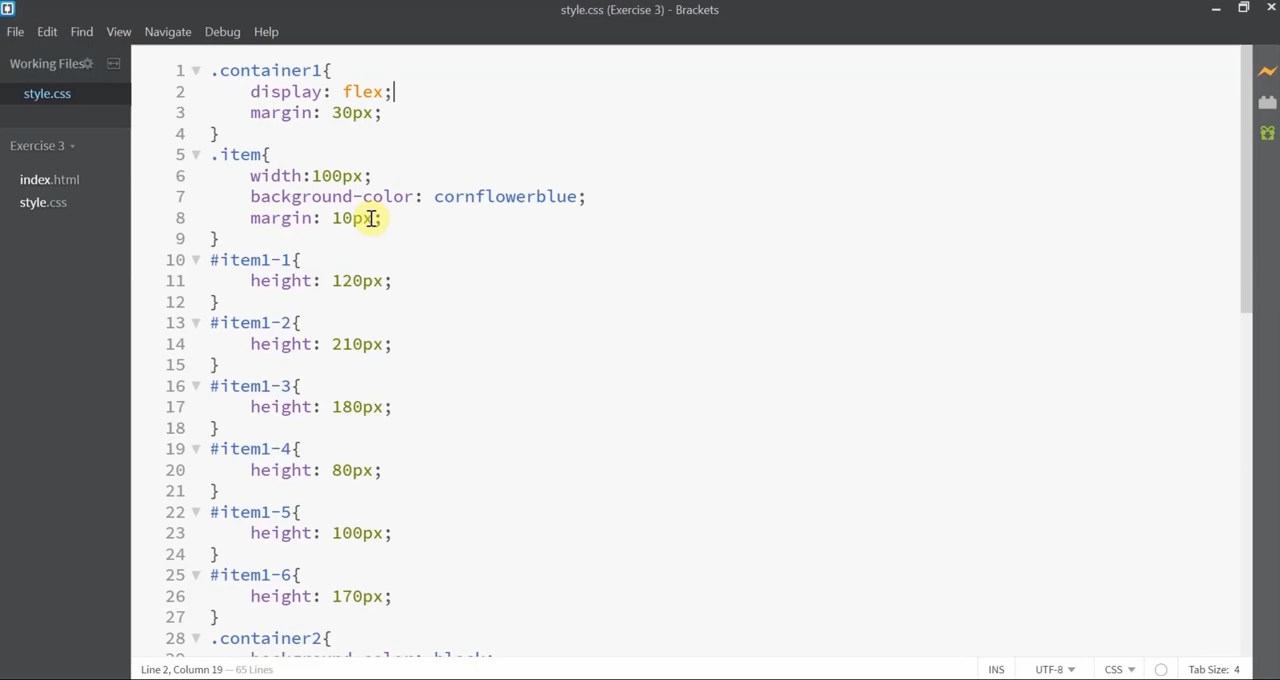 style.css (Exercise 3) - Brackets
File Edit Find View Navigate Debug Help
Working Files
style.css
Exercise 3
index.html
style.css
1 .container1{
2 display: flex;
3 margin: 30px;
4 }
5 .item{
6 width:100px;
7 background-color: cornflowerblue;
8 margin: 10px;
9 }
10 #item1-1{
11 height: 120px;
12 }
13 #item1-2{
14 height: 210px;
15 }
16 #item1-3{
17 height: 180px;
18 }
19 #item1-4{
20 height: 80px;
21 }
22 #item1-5{
23 height: 100px;
24 }
25 #item1-6{
26 height: 170px;
27 }
28 .container2{
Line 2, Column 19 — 65 Lines
INS UTF-8 CSS Tab Size: 4